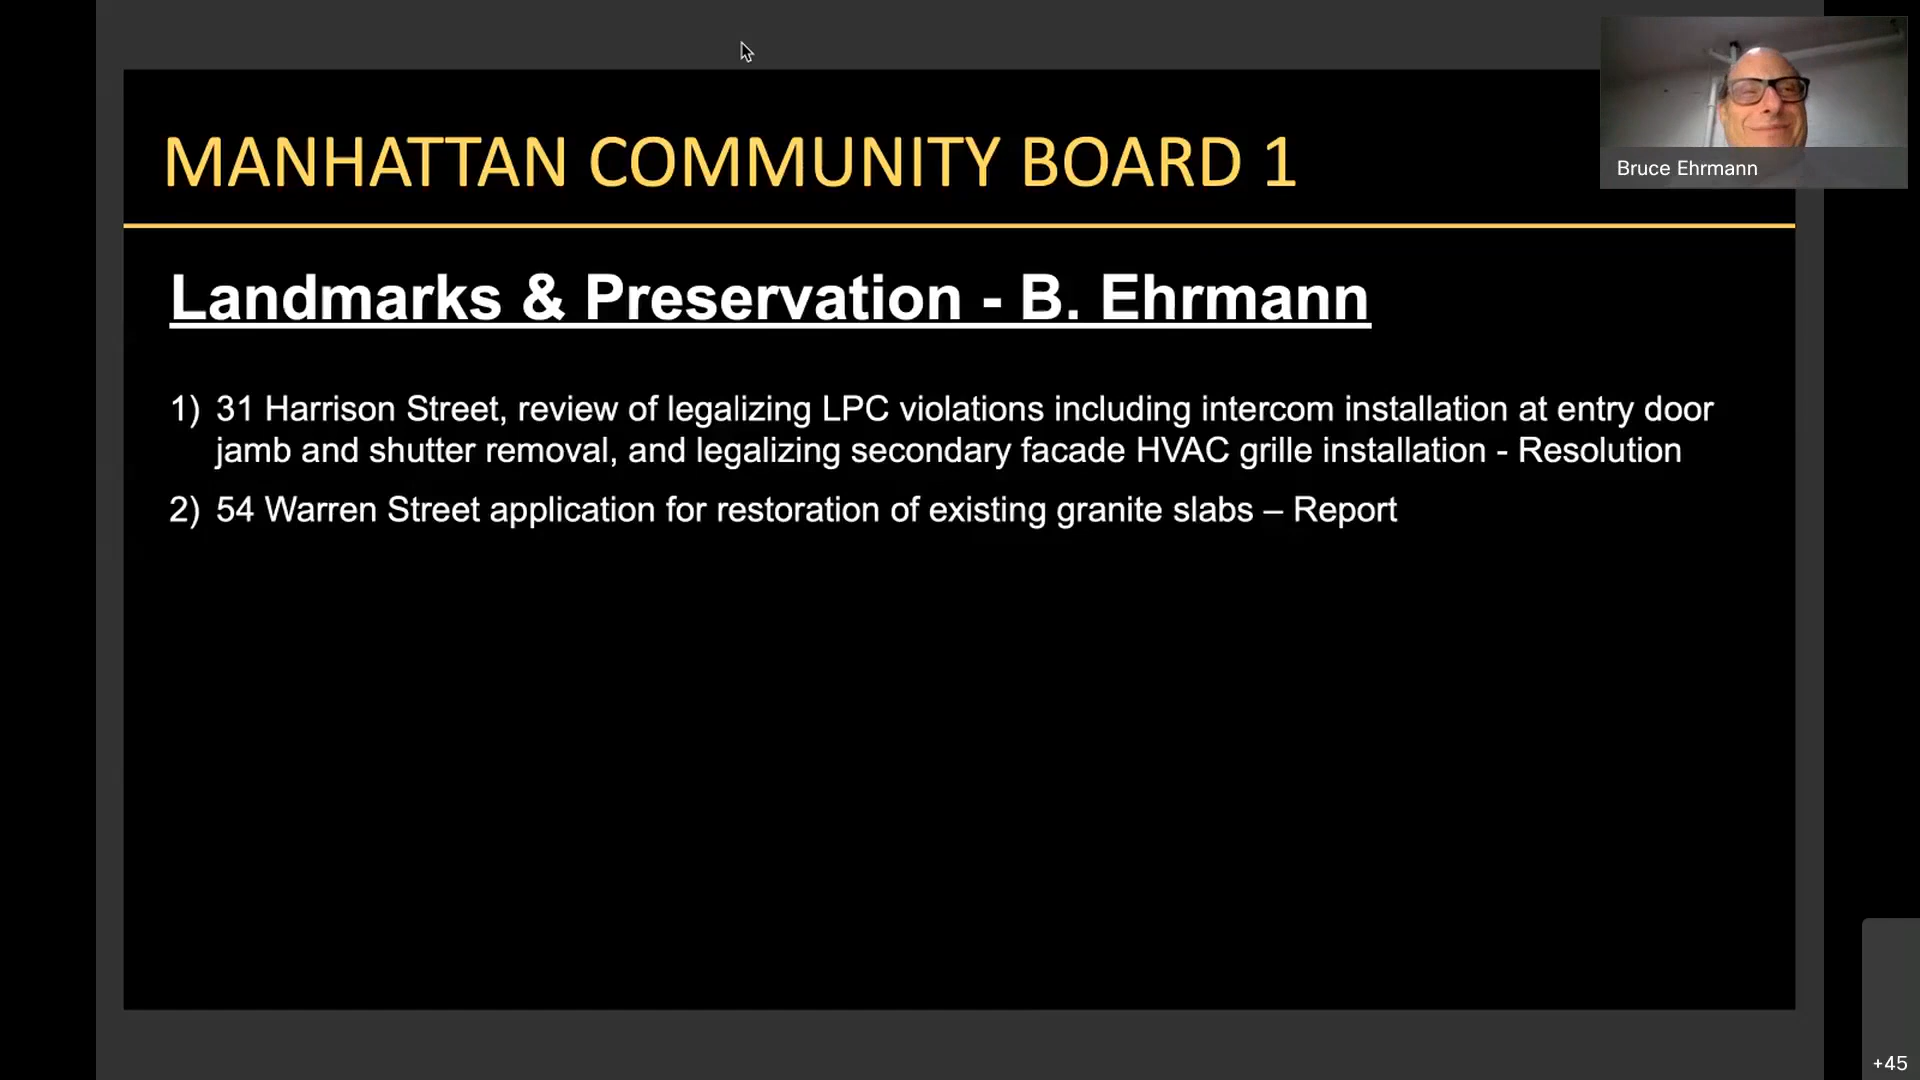 MANHATTAN COMMUNITY BOARD 1
Bruce Ehrmann
Landmarks & Preservation - B. Ehrmann
1) 31 Harrison Street, review of legalizing LPC violations including intercom installation at entry door
jamb and shutter removal, and legalizing secondary facade HVAC grille installation - Resolution
2) 54 Warren Street application for restoration of existing granite slabs – Report
+45